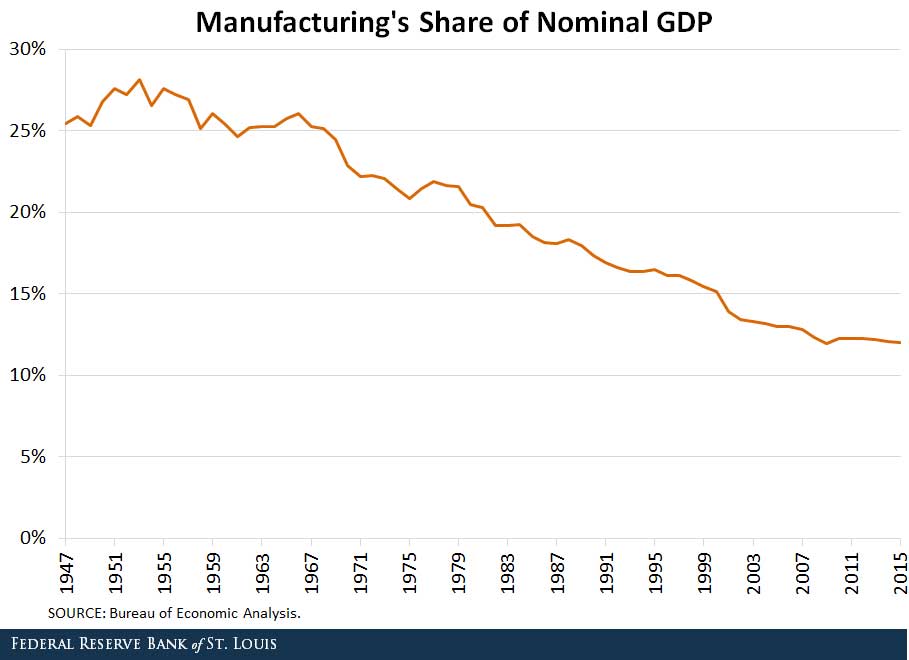 Manufacturing's Share of Nominal GDP
30%
25%
20%
15%
10%
5%
0%
1947 1951 1955 1959 1963 1967 1971 1975 1979 1983 1987 1991 1995 1999 2003 2007 2011 2015
SOURCE: Bureau of Economic Analysis.
FEDERAL RESERVE BANK of ST. LOUIS